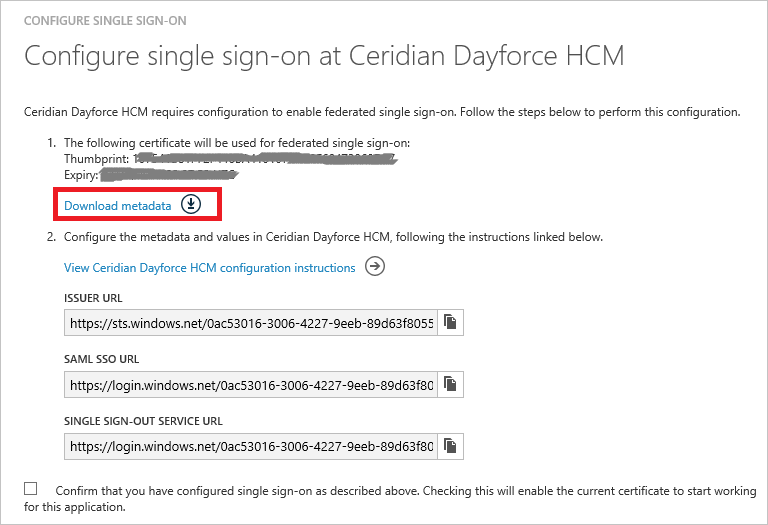 CONFIGURE SINGLE SIGN-ON
Configure single sign-on at Ceridian Dayforce HCM
Ceridian Dayforce HCM requires configuration to enable federated single sign-on. Follow the steps below to perform this configuration.
1. The following certificate will be used for federated single sign-on:
Thumbprint:
Expiry:
Download metadata
2. Configure the metadata and values in Ceridian Dayforce HCM, following the instructions linked below.
View Ceridian Dayforce HCM configuration instructions
ISSUER URL
https://sts.windows.net/0ac53016-3006-4227-9eeb-89d63f8055
SAML SSO URL
https://login.windows.net/0ac53016-3006-4227-9eeb-89d63f80
SINGLE SIGN-OUT SERVICE URL
https://login.windows.net/0ac53016-3006-4227-9eeb-89d63f80
Confirm that you have configured single sign-on as described above. Checking this will enable the current certificate to start working
for this application.